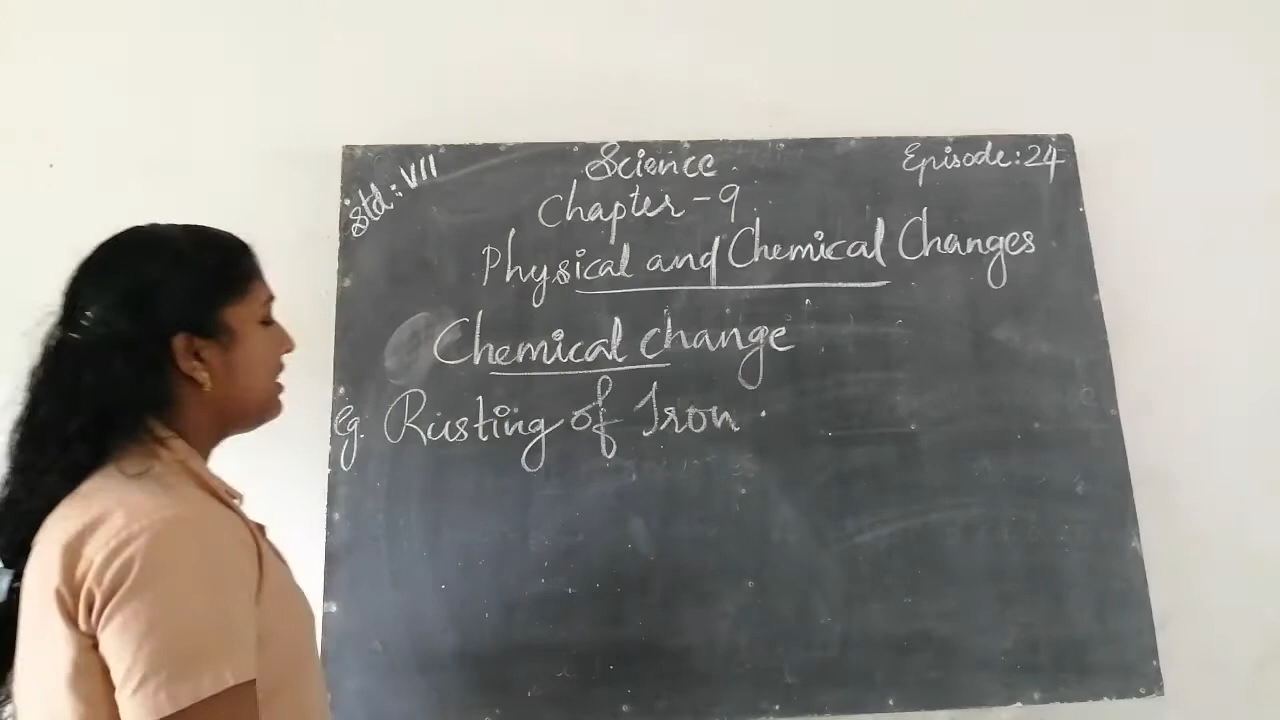 Std: VII
Science
Episode: 24
Chapter - 9
Physical and Chemical Changes
Chemical change
Eg. Rusting of Iron.